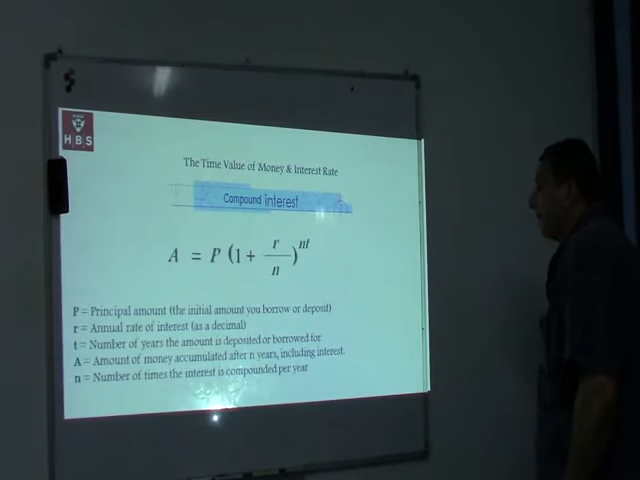 HBS
The Time Value of Money & Interest Rate
Compound interest
A = P (1 + r/n)^nt
P = Principal amount (the initial amount you borrow or deposit)
r = Annual rate of interest (as a decimal)
t = Number of years the amount is deposited or borrowed for
A = Amount of money accumulated after n years, including interest.
n = Number of times the interest is compounded per year